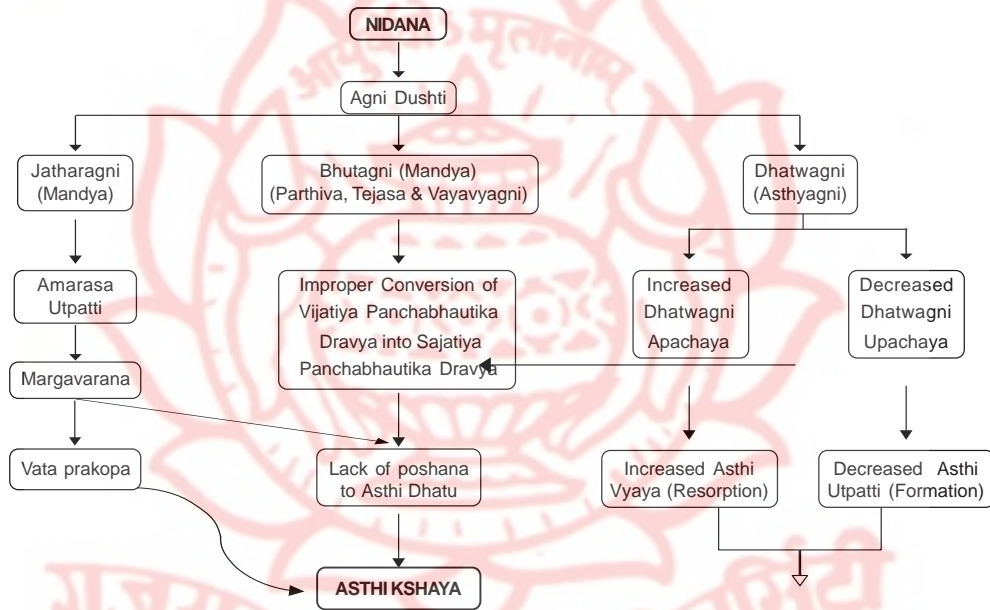 NIDANA
Agni Dushti
Jatharagni
(Mandya)
Bhutagni (Mandya)
(Parthiva, Tejasa & Vayavyagni)
Dhatwagni
(Asthyagni)
Amarasa
Utpatti
Improper Conversion of
Vijatiya Panchabhautika
Dravya into Sajatiya
Panchabhautika Dravya
Increased
Dhatwagni
Apachaya
Decreased
Dhatwagni
Upachaya
Margavarana
Vata prakopa
Lack of poshana
to Asthi Dhatu
Increased Asthi
Vyaya (Resorption)
Decreased Asthi
Utpatti (Formation)
ASTHI KSHAYA